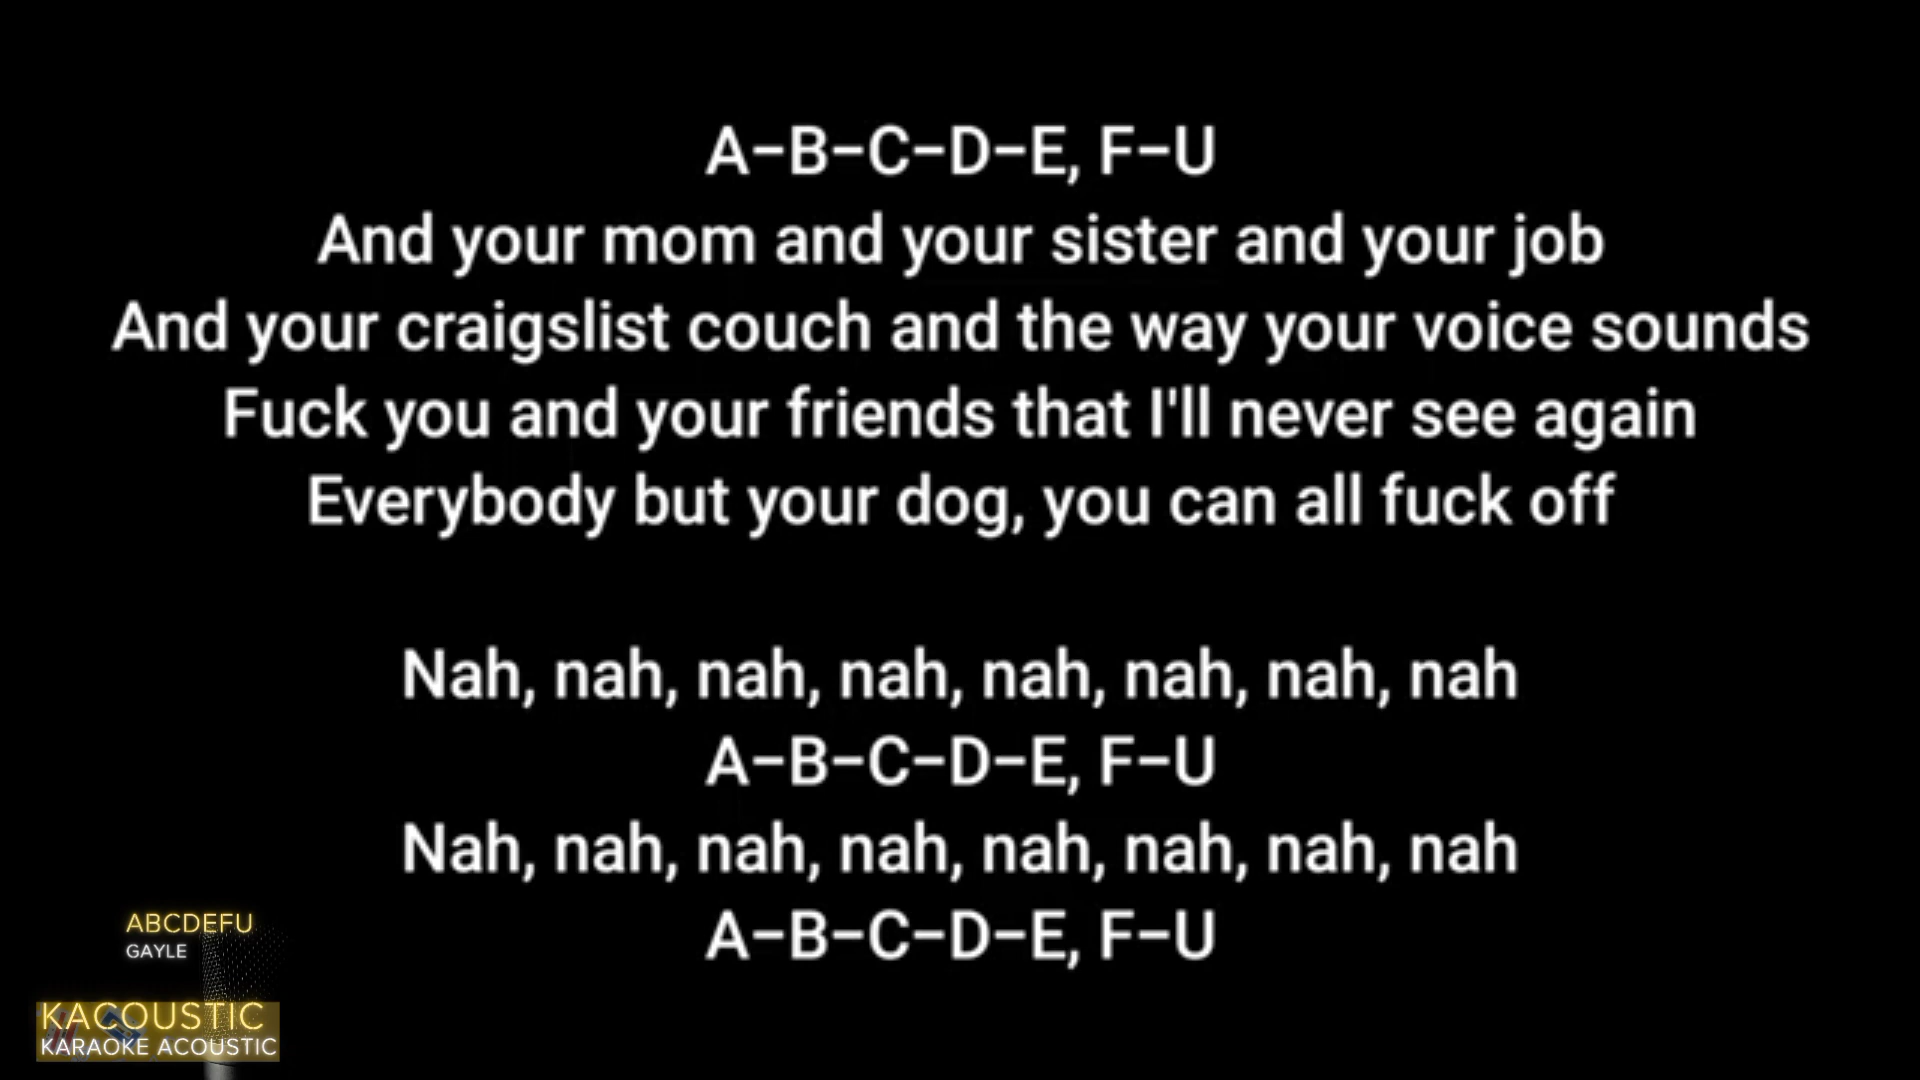 A-B-C-D-E, F-U
And your mom and your sister and your job
And your craigslist couch and the way your voice sounds
Fuck you and your friends that I'll never see again
Everybody but your dog, you can all fuck off
Nah, nah, nah, nah, nah, nah, nah, nah
A-B-C-D-E, F-U
Nah, nah, nah, nah, nah, nah, nah, nah
A-B-C-D-E, F-U
ABCDEFU
GAYLE
KACOUSTIC
KARAOKE ACOUSTIC